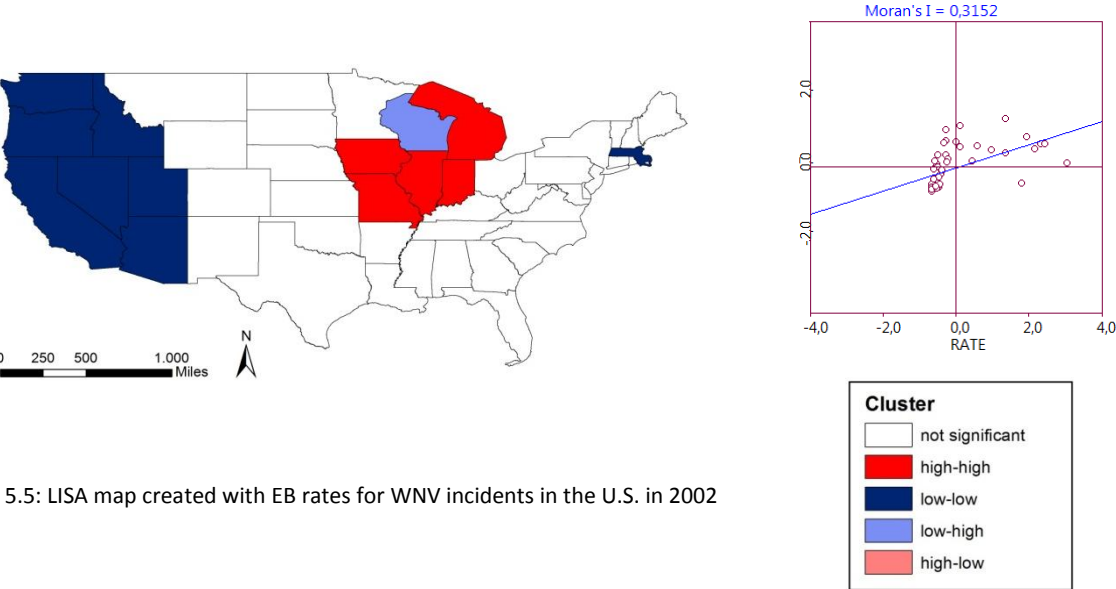 Moran's I = 0,3152
2.0
0.0
-2.0
-4,0 -2,0 0,0 2,0 4,0
RATE
N
0 250 500 1.000
Miles
Cluster
not significant
high-high
low-low
low-high
high-low
5.5: LISA map created with EB rates for WNV incidents in the U.S. in 2002